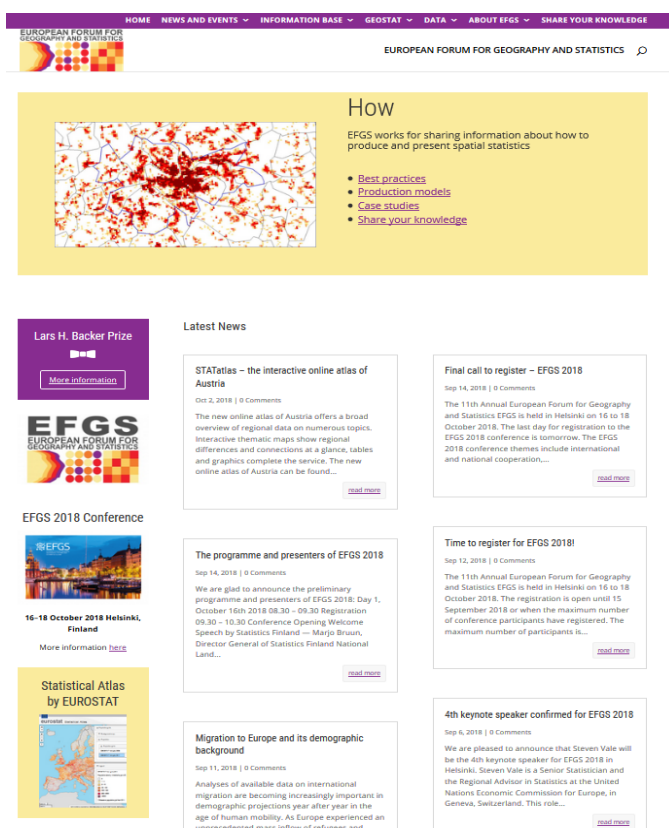 HOME NEWS AND EVENTS INFORMATION BASE GEOSTAT DATA ABOUT EFGS SHARE YOUR KNOWLEDGE
EUROPEAN FORUM FOR
GEOGRAPHY AND STATISTICS
EUROPEAN FORUM FOR GEOGRAPHY AND STATISTICS
How
EFGS works for sharing information about how to
produce and present spatial statistics
Best practices
Production models
Case studies
Share your knowledge
Lars H. Backer Prize
More information
EFGS
EUROPEAN FORUM FOR
GEOGRAPHY AND STATISTICS
EFGS 2018 Conference
EFGS
16–18 October 2018 Helsinki,
Finland
More information here
Statistical Atlas
by EUROSTAT
eurostat
Latest News
STATatlas – the interactive online atlas of
Austria
Oct 2, 2018 | 0 Comments
The new online atlas of Austria offers a broad
overview of regional data on numerous topics.
Interactive thematic maps show regional
differences and connections at a glance, tables
and graphics complete the service. The new
online atlas of Austria can be found...
read more
The programme and presenters of EFGS 2018
Sep 14, 2018 | 0 Comments
We are glad to announce the preliminary
programme and presenters of EFGS 2018: Day 1,
October 16th 2018 08.30 – 09.30 Registration
09.30 – 10.30 Conference Opening Welcome
Speech by Statistics Finland — Marjo Bruun,
Director General of Statistics Finland National
Land...
read more
Migration to Europe and its demographic
background
Sep 11, 2018 | 0 Comments
Analyses of available data on international
migration are becoming increasingly important in
demographic projections year after year in the
age of human mobility. As Europe experienced an
unprecedented mass inflow of refugees and
Final call to register – EFGS 2018
Sep 14, 2018 | 0 Comments
The 11th Annual European Forum for Geography
and Statistics EFGS is held in Helsinki on 16 to 18
October 2018. The last day for registration to the
EFGS 2018 conference is tomorrow. The EFGS
2018 conference themes include international
and national cooperation,...
read more
Time to register for EFGS 2018!
Sep 12, 2018 | 0 Comments
The 11th Annual European Forum for Geography
and Statistics EFGS is held in Helsinki on 16 to 18
October 2018. The registration is open until 15
September 2018 or when the maximum number
of conference participants have registered. The
maximum number of participants is...
read more
4th keynote speaker confirmed for EFGS 2018
Sep 6, 2018 | 0 Comments
We are pleased to announce that Steven Vale will
be the 4th keynote speaker for EFGS 2018 in
Helsinki. Steven Vale is a Senior Statistician and
the Regional Advisor in Statistics at the United
Nations Economic Commission for Europe, in
Geneva, Switzerland. This role...
read more